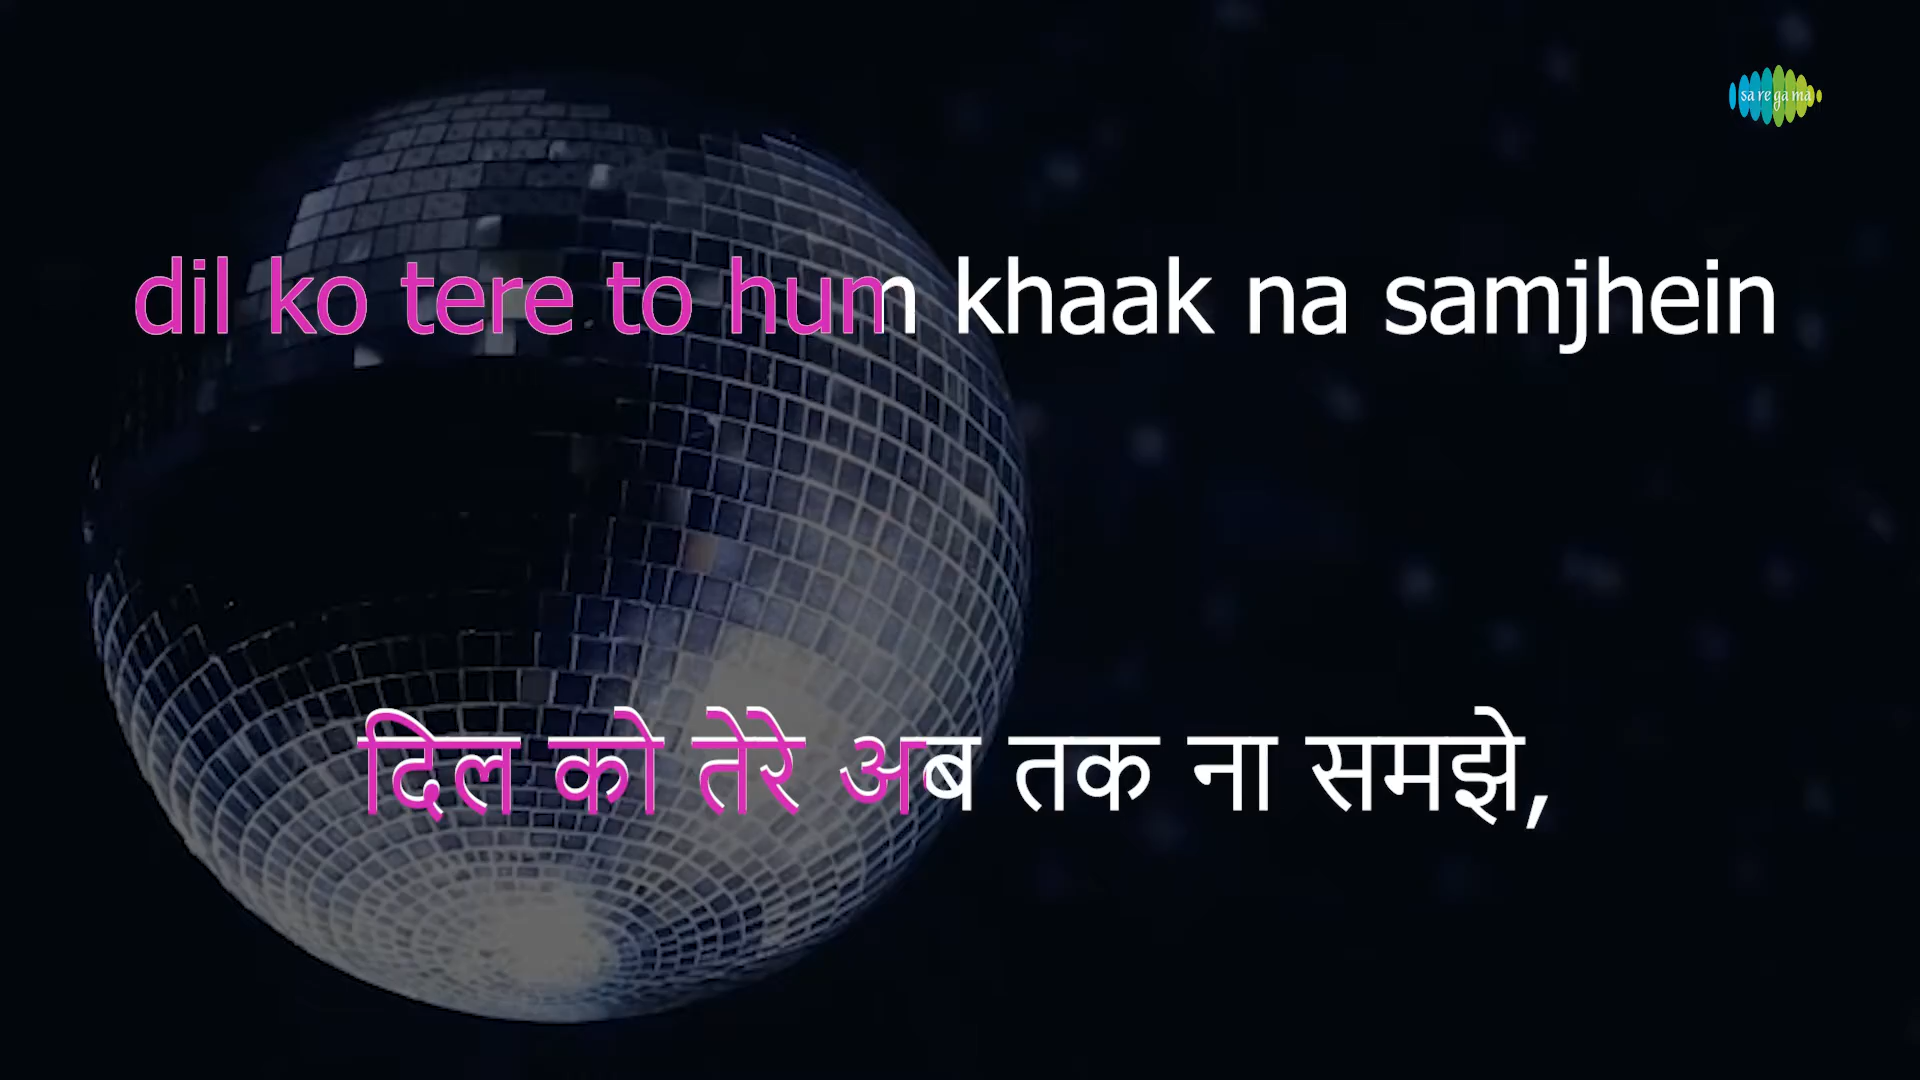 sa re ga ma
dil ko tere to hum khaak na samjhein
दिल को तेरे अब तक ना समझे,